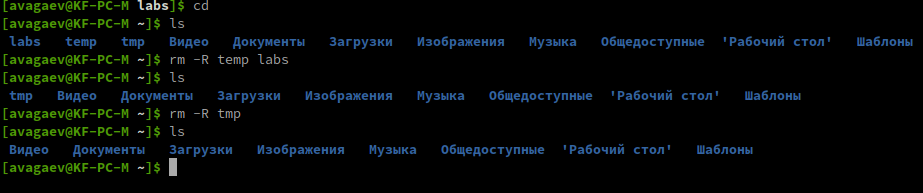 [avagaev@KF-PC-M labs]$ cd
[avagaev@KF-PC-M ~]$ ls
labs temp tmp Видео Документы Загрузки Изображения Музыка Общедоступные 'Рабочий стол' Шаблоны
[avagaev@KF-PC-M ~]$ rm -R temp labs
[avagaev@KF-PC-M ~]$ ls
tmp Видео Документы Загрузки Изображения Музыка Общедоступные 'Рабочий стол' Шаблоны
[avagaev@KF-PC-M ~]$ rm -R tmp
[avagaev@KF-PC-M ~]$ ls
Видео Документы Загрузки Изображения Музыка Общедоступные 'Рабочий стол' Шаблоны
[avagaev@KF-PC-M ~]$